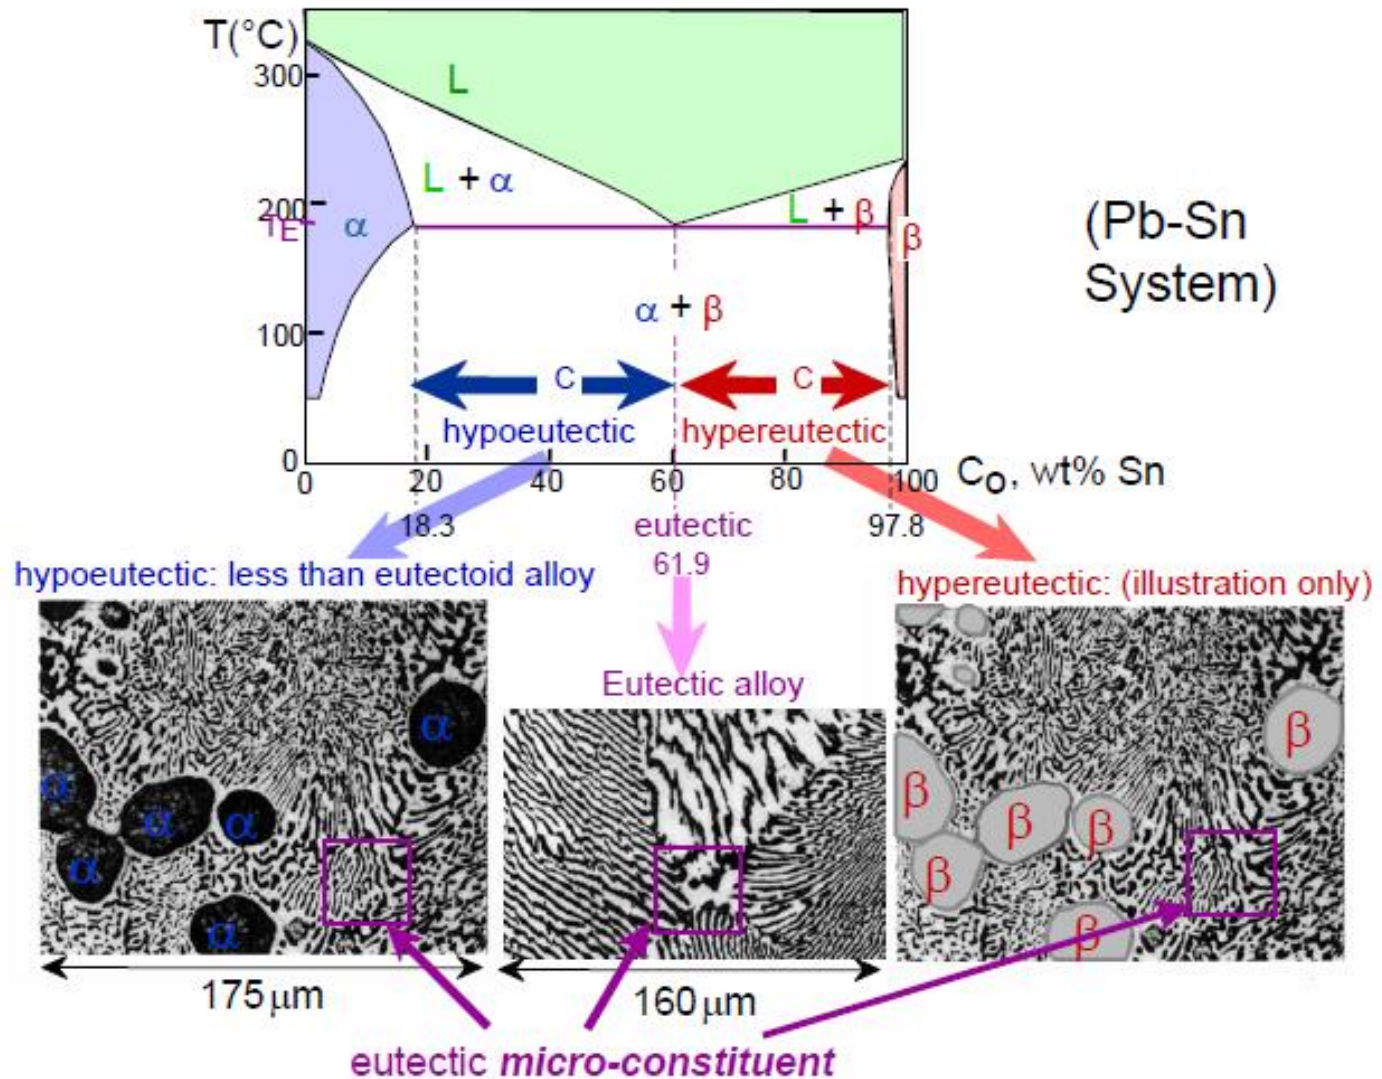 T(°C)
300
L
L + α
200
TE
α
L + β
β
(Pb-Sn
System)
α + β
100
C
C
hypoeutectic
hypereutectic
0
0
20
40
60
80
100
Co, wt% Sn
18.3
eutectic
97.8
61.9
hypoeutectic: less than eutectoid alloy
hypereutectic: (illustration only)
Eutectic alloy
α
α
α
α
α
α
β
β
β
β
β
β
175 μm
160 μm
eutectic micro-constituent